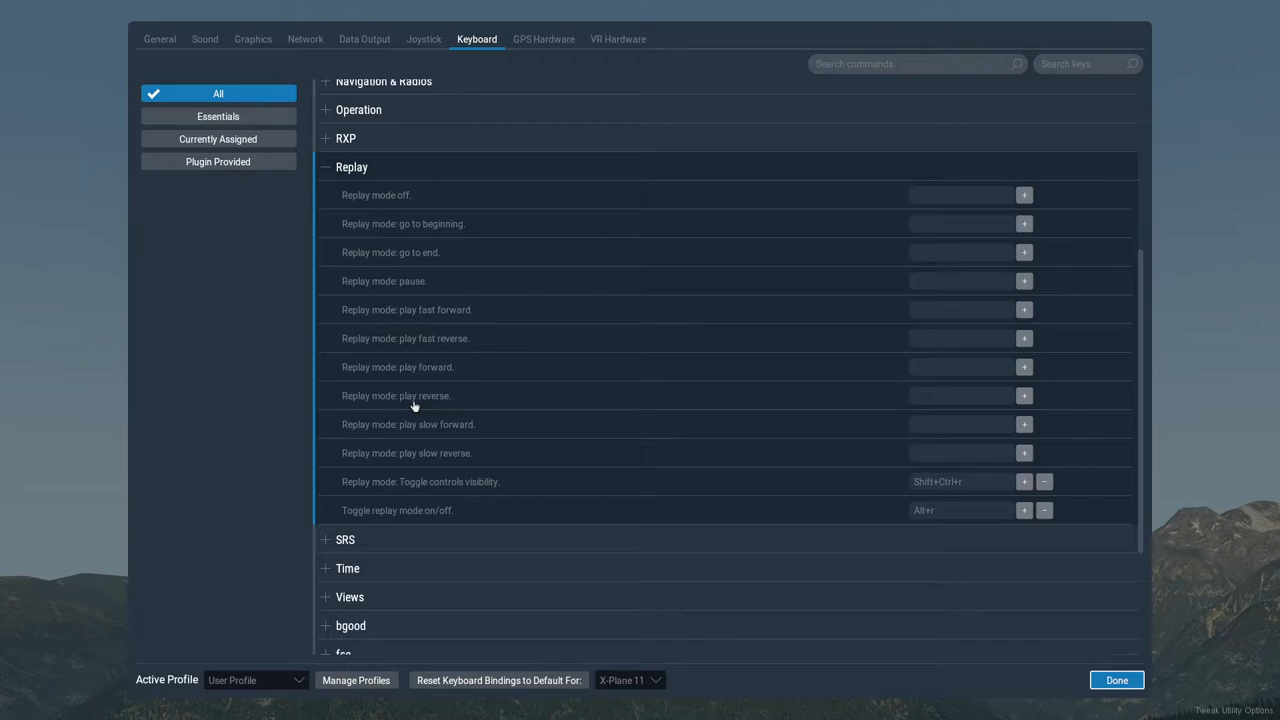 General Sound Graphics Network Data Output Joystick Keyboard GPS Hardware VR Hardware
Search commands Search keys
All
Essentials
Currently Assigned
Plugin Provided
Navigation & Radios
Operation
RXP
Replay
Replay mode off. +
Replay mode: go to beginning. +
Replay mode: go to end. +
Replay mode: pause. +
Replay mode: play fast forward. +
Replay mode: play fast reverse. +
Replay mode: play forward. +
Replay mode: play reverse. +
Replay mode: play slow forward. +
Replay mode: play slow reverse. +
Replay mode: Toggle controls visibility. Shift+Ctrl+r + −
Toggle replay mode on/off. Alt+r + −
SRS
Time
Views
bgood
fse
Active Profile User Profile Manage Profiles Reset Keyboard Bindings to Default For: X-Plane 11 Done
Tweak Utility Options